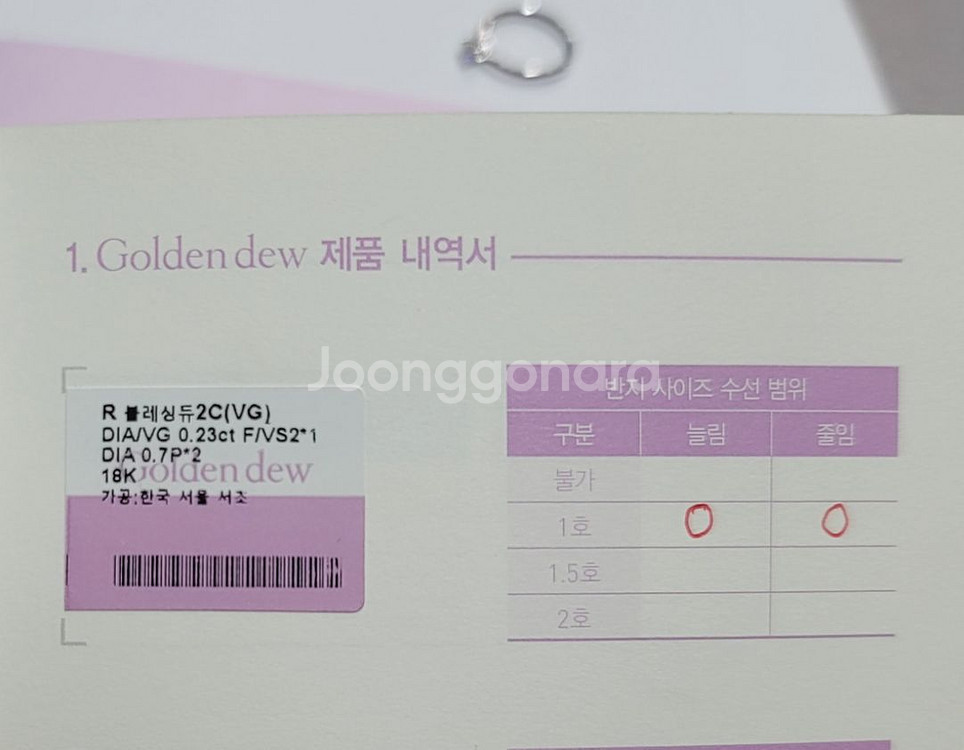 1. Golden dew 제품 내역서
Joonggonara
R 블레싱듀2C(VG)
DIA/VG 0.23ct F/VS2*1
DIA 0.7P*2
Golden dew
18K
가공:한국 서울 서초
반지 사이즈 수선 범위
구분 늘림 줄임
불가
1호
1.5호
2호